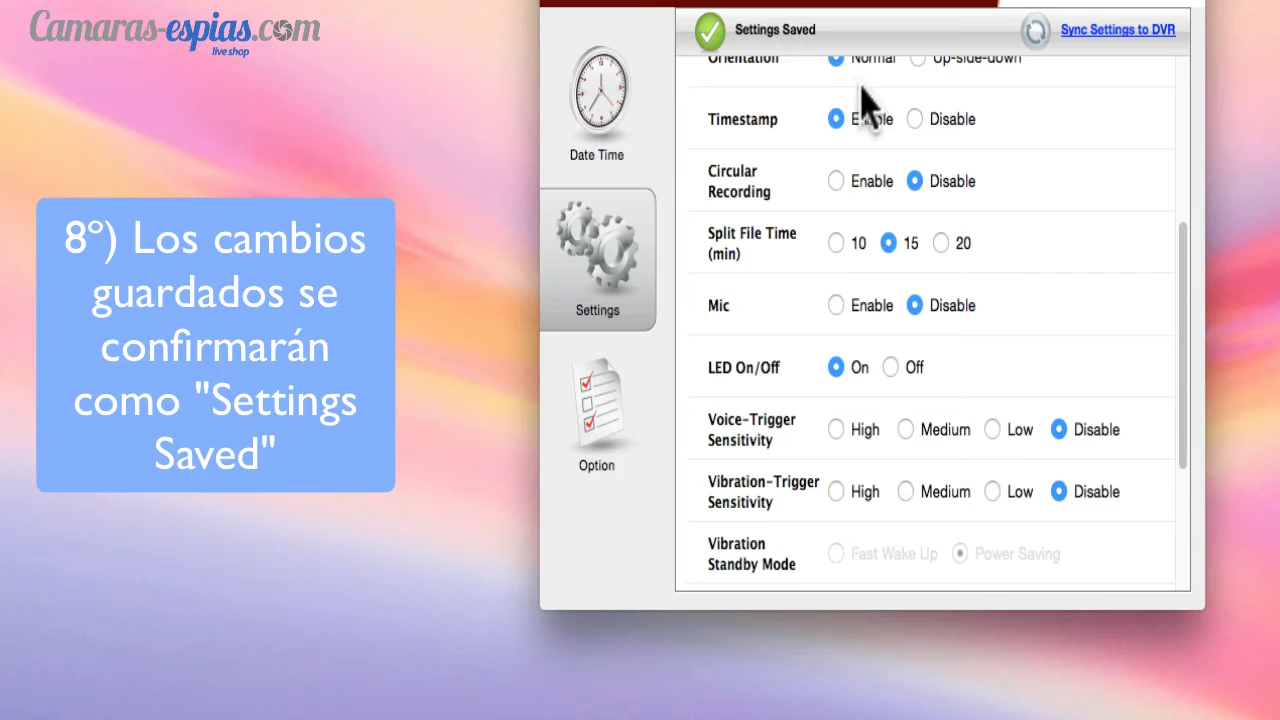 Camaras-espias.com
live shop
8º) Los cambios
guardados se
confirmarán
como "Settings
Saved"
Settings Saved
Sync Settings to DVR
Date Time
Settings
Option
Orientation Normal Up-side-down
Timestamp Enable Disable
Circular
Recording Enable Disable
Split File Time
(min) 10 15 20
Mic Enable Disable
LED On/Off On Off
Voice-Trigger
Sensitivity High Medium Low Disable
Vibration-Trigger
Sensitivity High Medium Low Disable
Vibration
Standby Mode Fast Wake Up Power Saving